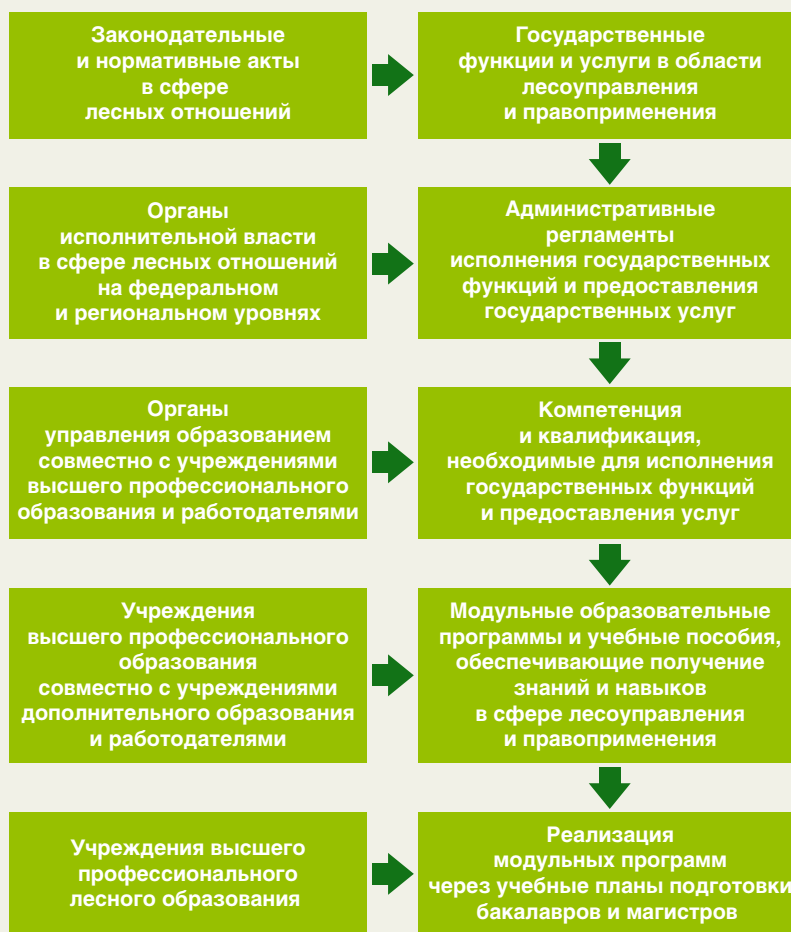 Законодательные
и нормативные акты
в сфере
лесных отношений
Государственные
функции и услуги в области
лесоуправления
и правоприменения
Органы
исполнительной власти
в сфере лесных отношений
на федеральном
и региональном уровнях
Административные
регламенты
исполнения государственных
функций и предоставления
государственных услуг
Органы
управления образованием
совместно с учреждениями
высшего профессионального
образования и работодателями
Компетенция
и квалификация,
необходимые для исполнения
государственных функций
и предоставления услуг
Учреждения
высшего профессионального
образования
совместно с учреждениями
дополнительного образования
и работодателями
Модульные образовательные
программы и учебные пособия,
обеспечивающие получение
знаний и навыков
в сфере лесоуправления
и правоприменения
Учреждения высшего
профессионального
лесного образования
Реализация
модульных программ
через учебные планы подготовки
бакалавров и магистров